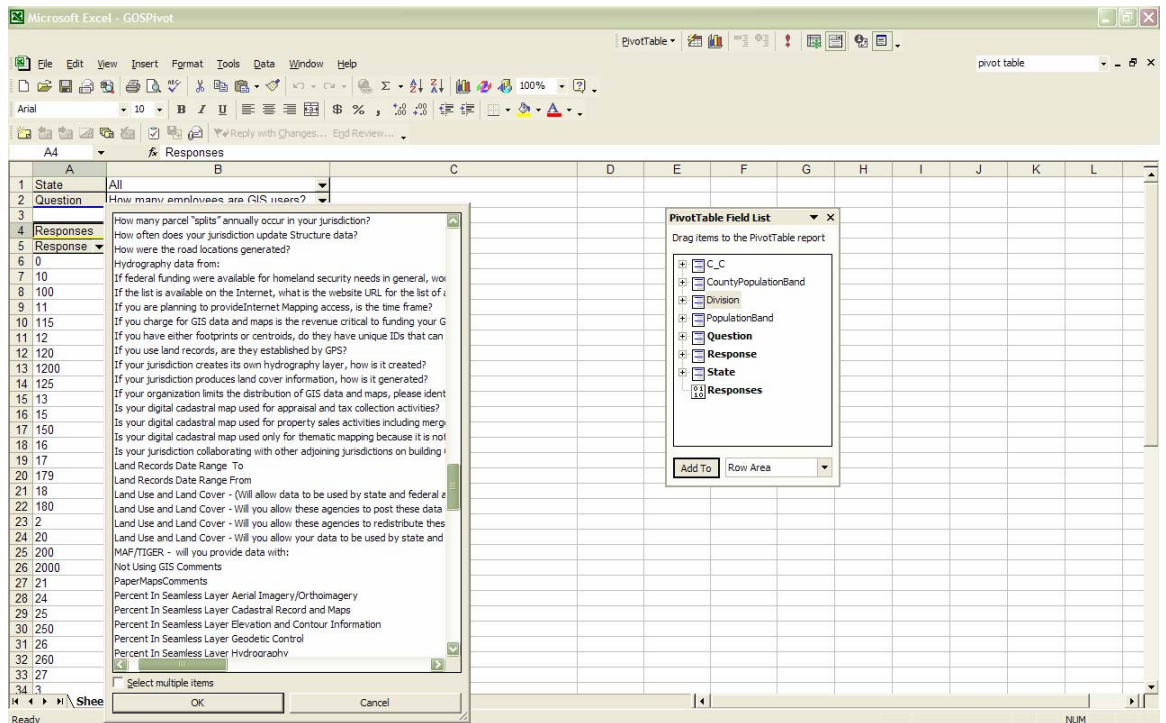 Microsoft Excel - GOSPivot
PivotTable
File Edit View Insert Format Tools Data Window Help
pivot table
100%
Arial 10 B I U $ % ,
Reply with Changes... End Review...
A4 fx Responses
A B C D E F G H I J K L
1 State All
2 Question How many employees are GIS users?
3
4 Responses
5 Response
6 0
7 10
8 100
9 11
10 115
11 12
12 120
13 1200
14 125
15 13
16 15
17 150
18 16
19 17
20 179
21 18
22 180
23 2
24 20
25 200
26 2000
27 21
28 24
29 25
30 250
31 26
32 260
33 27
34 3
How many parcel "splits" annually occur in your jurisdiction?
How often does your jurisdiction update Structure data?
How were the road locations generated?
Hydrography data from:
If federal funding were available for homeland security needs in general, wou
If the list is available on the Internet, what is the website URL for the list of a
If you are planning to provideInternet Mapping access, is the time frame?
If you charge for GIS data and maps is the revenue critical to funding your G
If you have either footprints or centroids, do they have unique IDs that can
If you use land records, are they established by GPS?
If your jurisdiction creates its own hydrography layer, how is it created?
If your jurisdiction produces land cover information, how is it generated?
If your organization limits the distribution of GIS data and maps, please ident
Is your digital cadastral map used for appraisal and tax collection activities?
Is your digital cadastral map used for property sales activities including merge
Is your digital cadastral map used only for thematic mapping because it is not
Is your jurisdiction collaborating with other adjoining jurisdictions on building
Land Records Date Range To
Land Records Date Range From
Land Use and Land Cover - (Will allow data to be used by state and federal a
Land Use and Land Cover - Will you allow these agencies to post these data
Land Use and Land Cover - Will you allow these agencies to redistribute thes
Land Use and Land Cover - Will you allow your data to be used by state and
MAF/TIGER - will you provide data with:
Not Using GIS Comments
PaperMapsComments
Percent In Seamless Layer Aerial Imagery/Orthoimagery
Percent In Seamless Layer Cadastral Record and Maps
Percent In Seamless Layer Elevation and Contour Information
Percent In Seamless Layer Geodetic Control
Percent In Seamless Layer Hydrography
Select multiple items
OK Cancel
PivotTable Field List
Drag items to the PivotTable report
C_C
CountyPopulationBand
Division
PopulationBand
Question
Response
State
Responses
Add To Row Area
Shee
Ready NUM